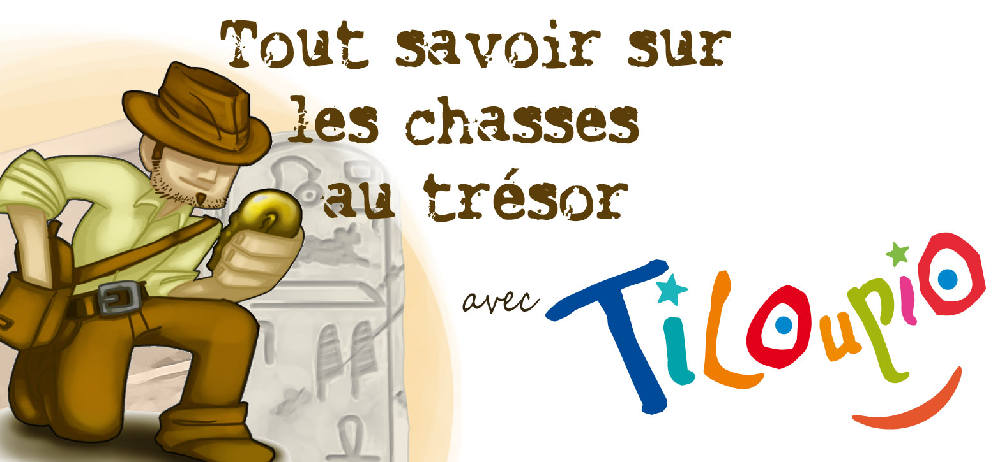 Tout savoir sur
les chasses
au trésor
avec TiLoupiO